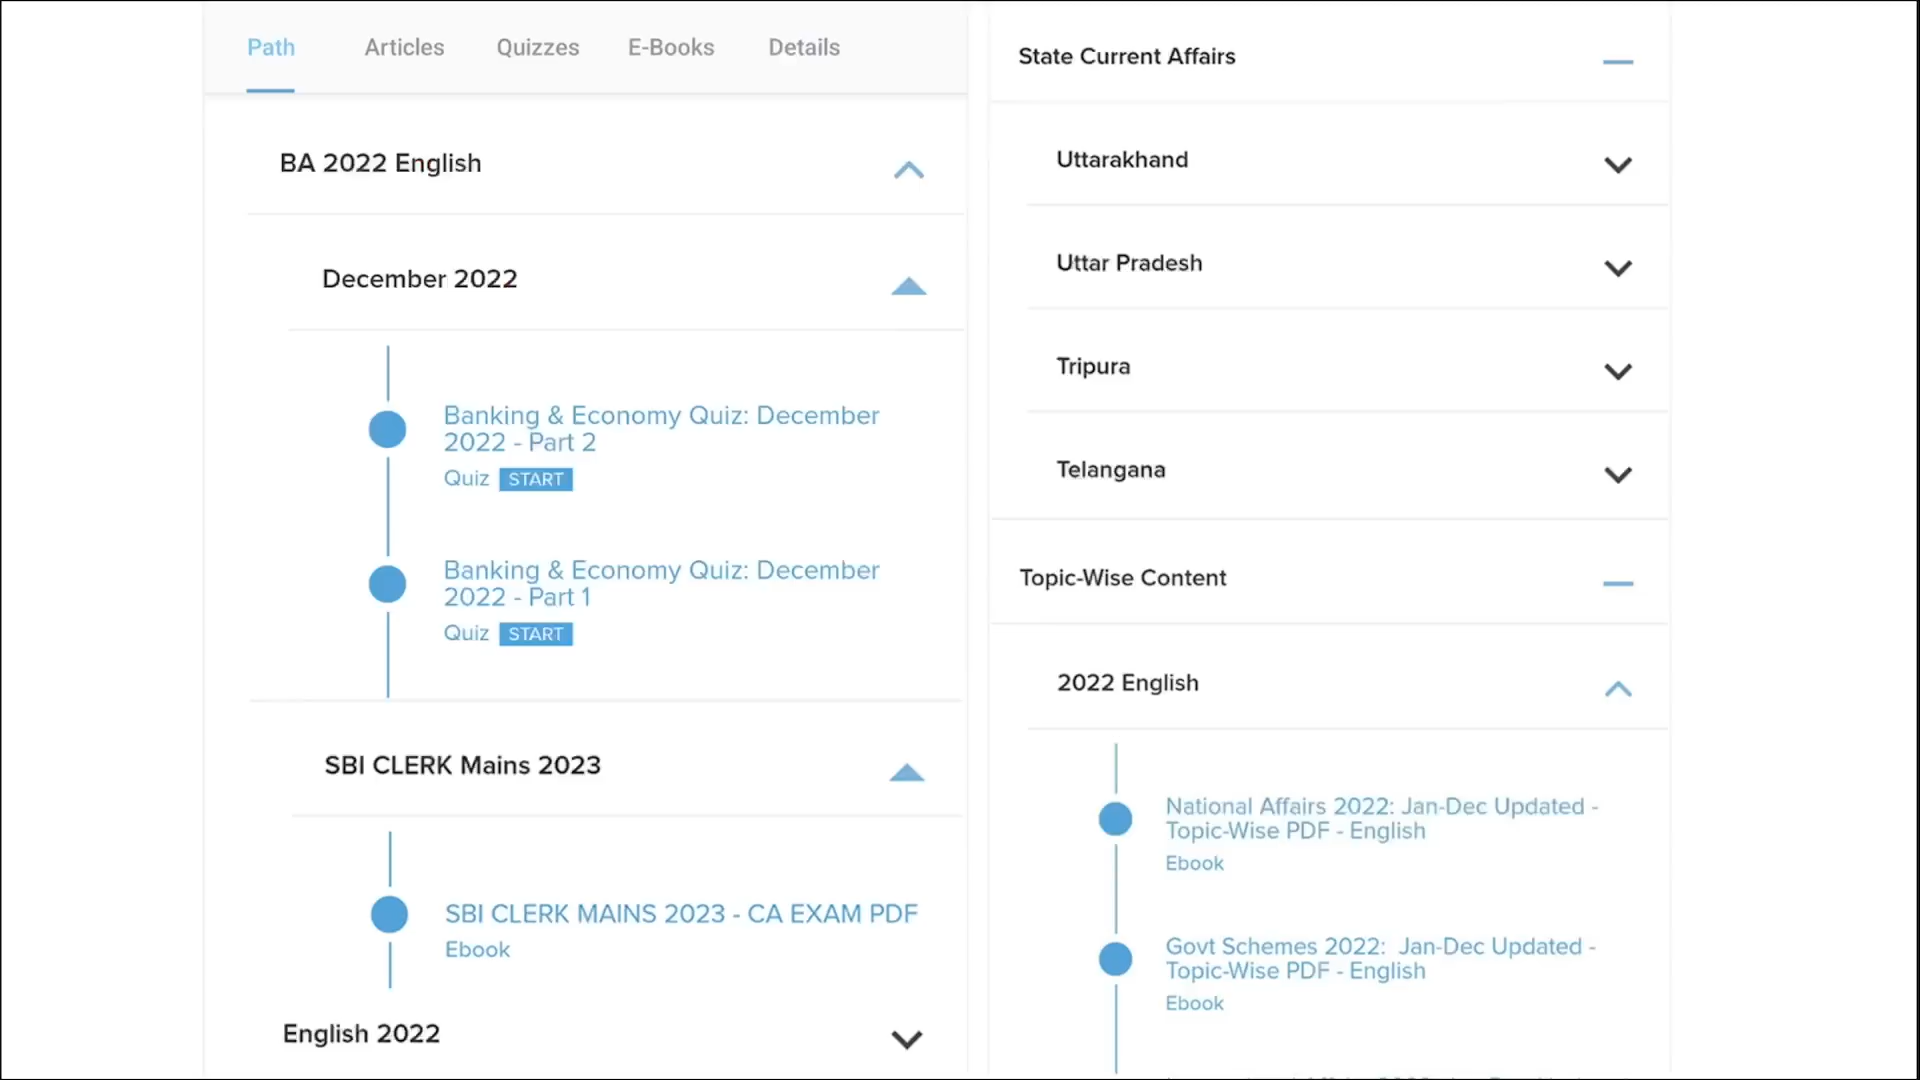 Path Articles Quizzes E-Books Details
BA 2022 English
December 2022
Banking & Economy Quiz: December
2022 - Part 2
Quiz START
Banking & Economy Quiz: December
2022 - Part 1
Quiz START
SBI CLERK Mains 2023
SBI CLERK MAINS 2023 - CA EXAM PDF
Ebook
English 2022
State Current Affairs
Uttarakhand
Uttar Pradesh
Tripura
Telangana
Topic-Wise Content
2022 English
National Affairs 2022: Jan-Dec Updated -
Topic-Wise PDF - English
Ebook
Govt Schemes 2022: Jan-Dec Updated -
Topic-Wise PDF - English
Ebook